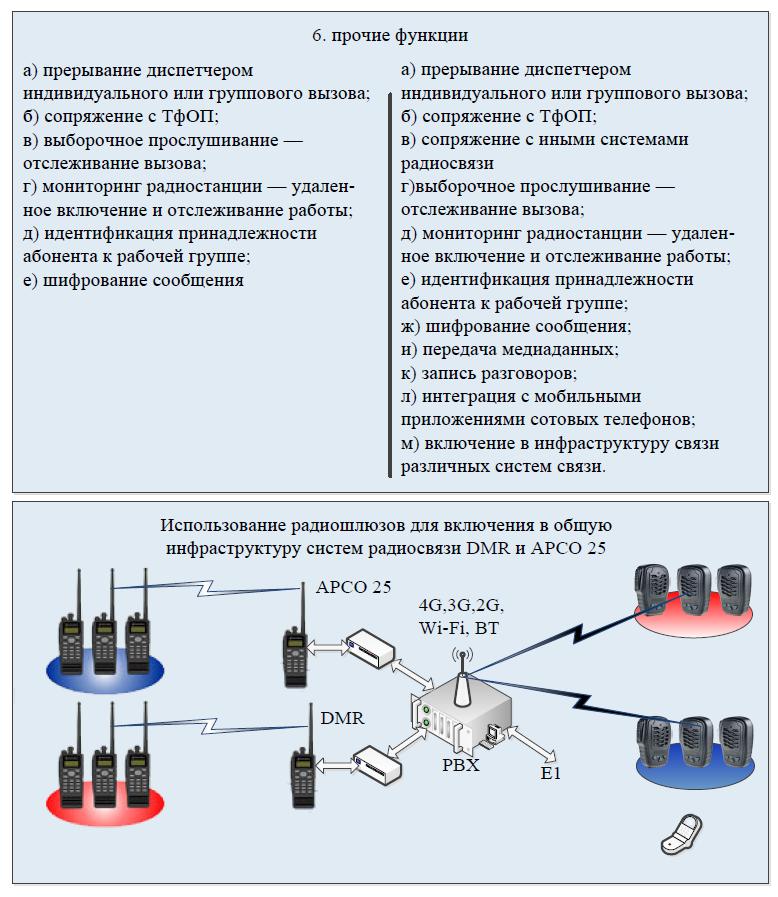 6. прочие функции
а) прерывание диспетчером
индивидуального или группового вызова;
б) сопряжение с ТфОП;
в) выборочное прослушивание —
отслеживание вызова;
г) мониторинг радиостанции — удален-
ное включение и отслеживание работы;
д) идентификация принадлежности
абонента к рабочей группе;
е) шифрование сообщения
а) прерывание диспетчером
индивидуального или группового вызова;
б) сопряжение с ТфОП;
в) сопряжение с иными системами
радиосвязи
г)выборочное прослушивание —
отслеживание вызова;
д) мониторинг радиостанции — удален-
ное включение и отслеживание работы;
е) идентификация принадлежности
абонента к рабочей группе;
ж) шифрование сообщения;
и) передача медиаданных;
к) запись разговоров;
л) интеграция с мобильными
приложениями сотовых телефонов;
м) включение в инфраструктуру связи
различных систем связи.
Использование радиошлюзов для включения в общую
инфраструктуру систем радиосвязи DMR и APCO 25
APCO 25
4G,3G,2G,
Wi-Fi, BT
DMR
PBX
E1